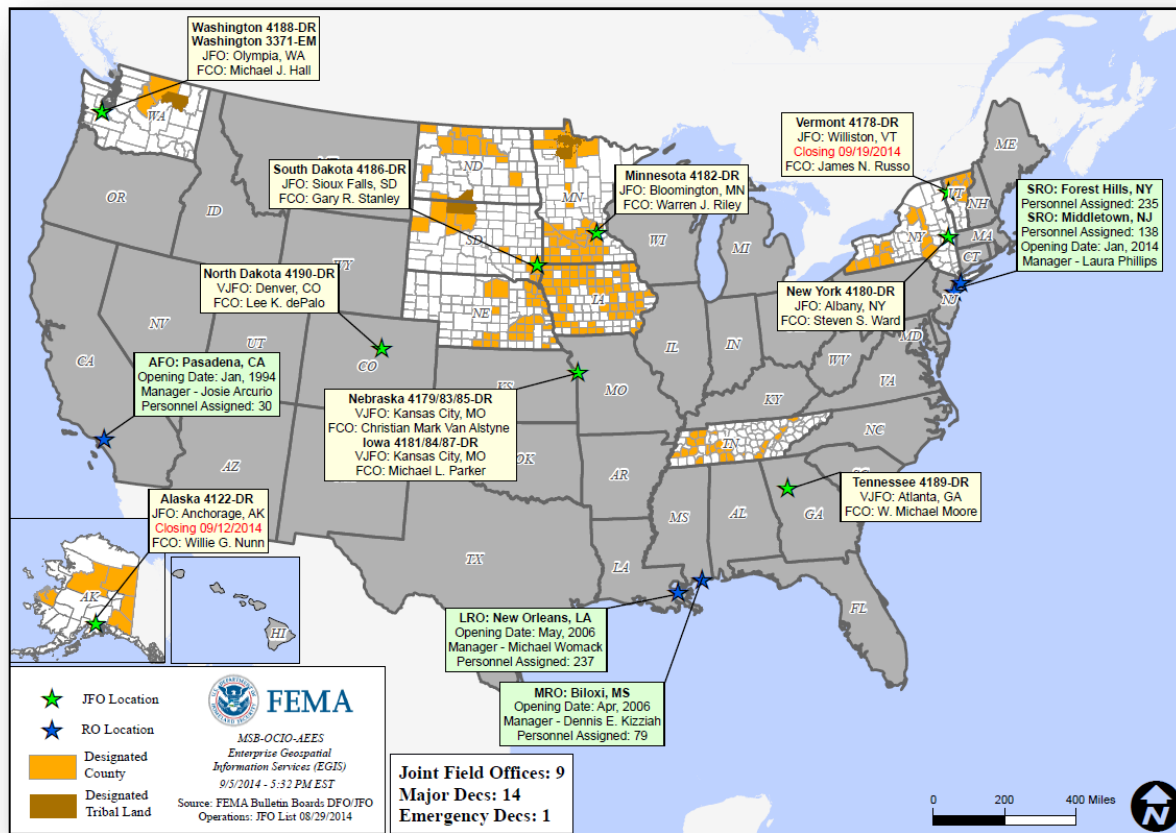 Washington 4188-DR
Washington 3371-EM
JFO: Olympia, WA
FCO: Michael J. Hall
Vermont 4178-DR
JFO: Williston, VT
Closing 09/19/2014
FCO: James N. Russo
South Dakota 4186-DR
JFO: Sioux Falls, SD
FCO: Gary R. Stanley
Minnesota 4182-DR
JFO: Bloomington, MN
FCO: Warren J. Riley
SRO: Forest Hills, NY
Personnel Assigned: 235
SRO: Middletown, NJ
Personnel Assigned: 138
Opening Date: Jan, 2014
Manager - Laura Phillips
North Dakota 4190-DR
VJFO: Denver, CO
FCO: Lee K. dePalo
New York 4180-DR
JFO: Albany, NY
FCO: Steven S. Ward
AFO: Pasadena, CA
Opening Date: Jan, 1994
Manager - Josie Arcurio
Personnel Assigned: 30
Nebraska 4179/83/85-DR
VJFO: Kansas City, MO
FCO: Christian Mark Van Alstyne
Iowa 4181/84/87-DR
VJFO: Kansas City, MO
FCO: Michael L. Parker
Tennessee 4189-DR
VJFO: Atlanta, GA
FCO: W. Michael Moore
Alaska 4122-DR
JFO: Anchorage, AK
Closing 09/12/2014
FCO: Willie G. Nunn
LRO: New Orleans, LA
Opening Date: May, 2006
Manager - Michael Womack
Personnel Assigned: 237
MRO: Biloxi, MS
Opening Date: Apr, 2006
Manager - Dennis E. Kizziah
Personnel Assigned: 79
WA
OR
ID
NV
CA
UT
AZ
CO
ND
SD
NE
MN
IA
WI
MI
IL
IN
MO
KY
WV
VA
MD
NJ
NY
CT
MA
NH
VT
ME
NC
TN
AR
OK
TX
LA
MS
AL
GA
FL
AK
HI
JFO Location
RO Location
Designated
County
Designated
Tribal Land
FEMA
MSB-OCIO-AEES
Enterprise Geospatial
Information Services (EGIS)
9/5/2014 - 5:32 PM EST
Source: FEMA Bulletin Boards DFO/JFO
Operations: JFO List 08/29/2014
Joint Field Offices: 9
Major Decs: 14
Emergency Decs: 1
0 200 400 Miles
N